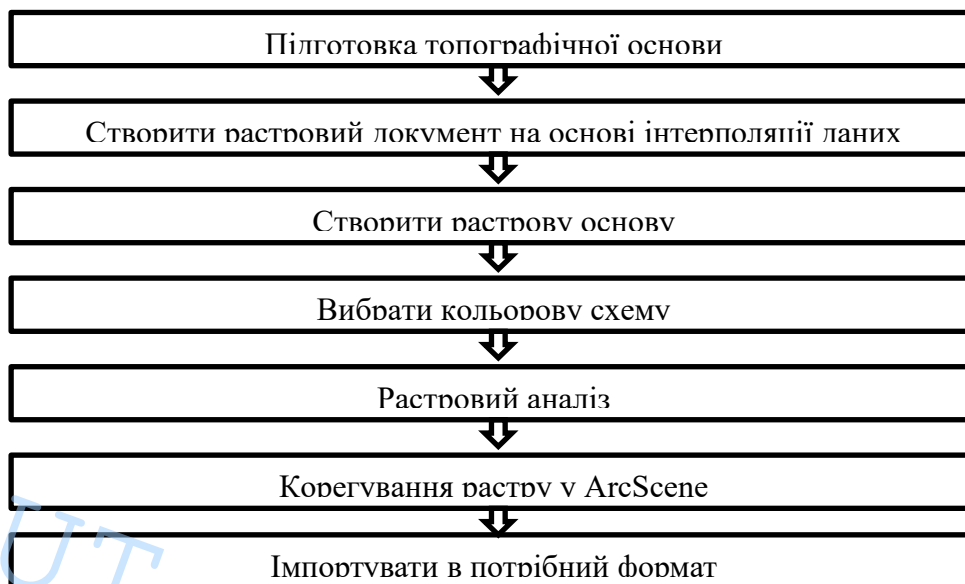 Підготовка топографічної основи
Створити растровий документ на основі інтерполяції даних
Створити растрову основу
Вибрати кольорову схему
Растровий аналіз
Корегування растру у ArcScene
Імпортувати в потрібний формат
UT